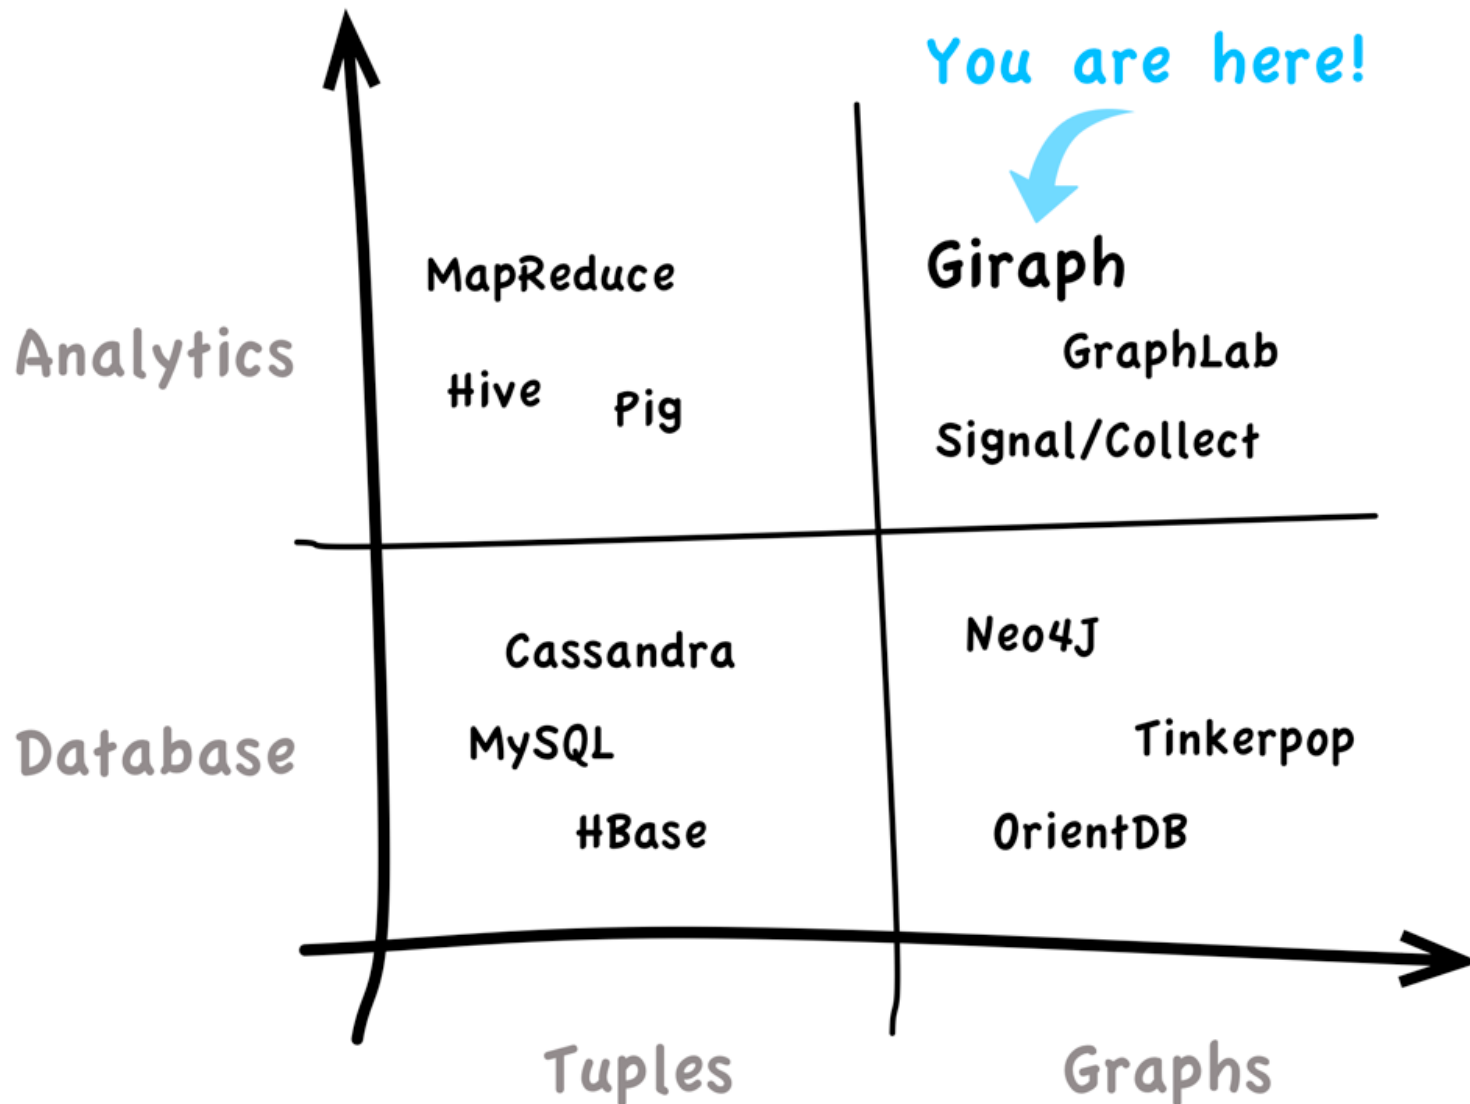 You are here!
MapReduce
Giraph
Analytics
GraphLab
Hive
Pig
Signal/Collect
Cassandra
Neo4J
Database
MySQL
Tinkerpop
HBase
OrientDB
Tuples
Graphs